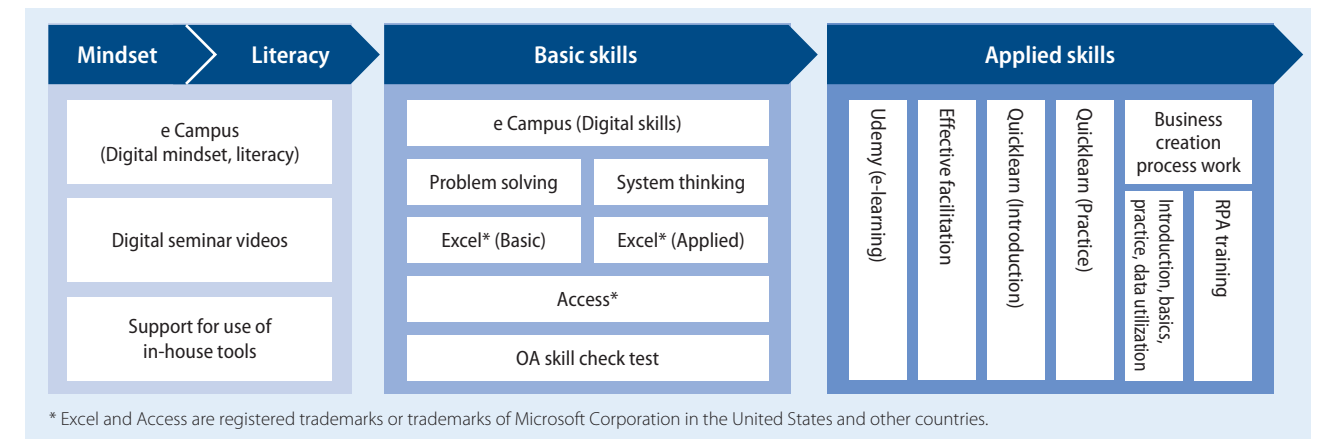 Mindset
Literacy
Basic skills
Applied skills
e Campus
(Digital mindset, literacy)
Digital seminar videos
Support for use of
in-house tools
e Campus (Digital skills)
Problem solving
System thinking
Excel* (Basic)
Excel* (Applied)
Access*
OA skill check test
Udemy (e-learning)
Effective facilitation
Quicklearn (Introduction)
Quicklearn (Practice)
Business
creation
process work
Introduction, basics,
practice, data utilization
RPA training
* Excel and Access are registered trademarks or trademarks of Microsoft Corporation in the United States and other countries.